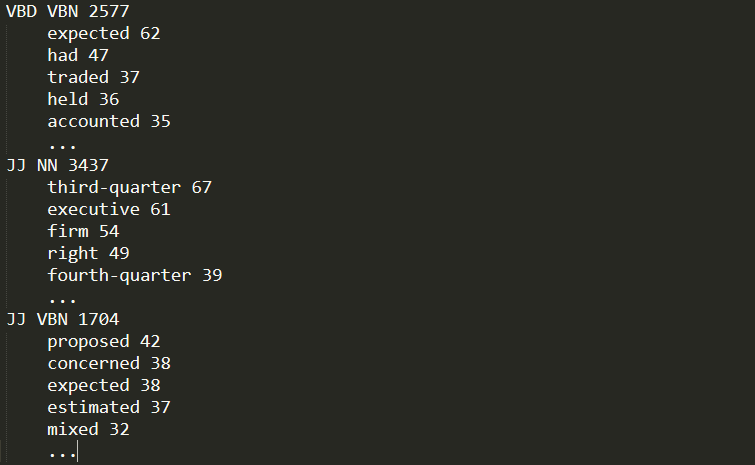 VBD VBN 2577
expected 62
had 47
traded 37
held 36
accounted 35
...
JJ NN 3437
third-quarter 67
executive 61
firm 54
right 49
fourth-quarter 39
...
JJ VBN 1704
proposed 42
concerned 38
expected 38
estimated 37
mixed 32
...